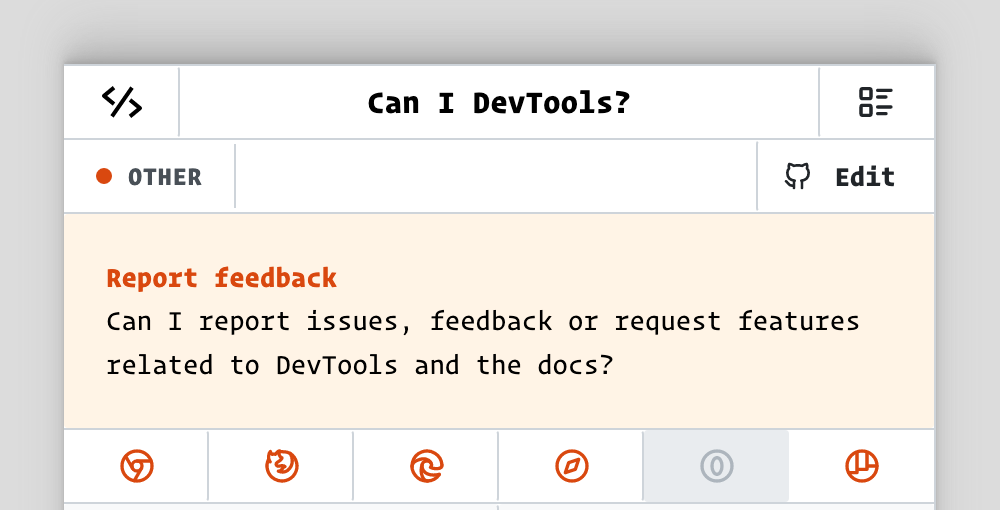 Can I DevTools?
OTHER
Edit
Report feedback
Can I report issues, feedback or request features
related to DevTools and the docs?